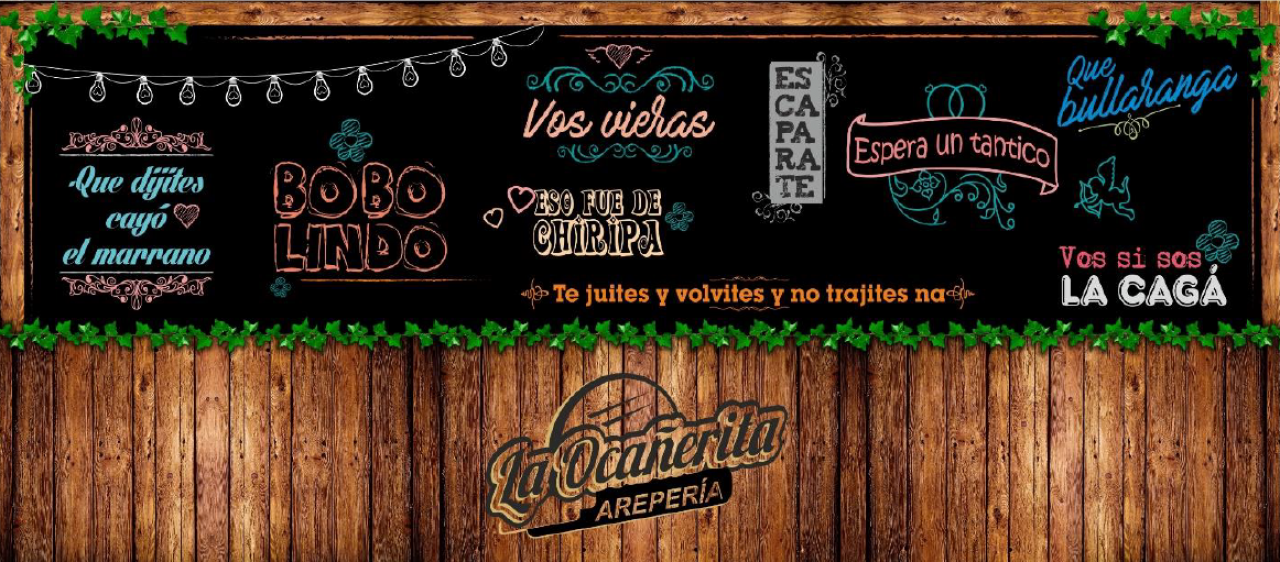 -Que dijites
cayó
el marrano
BOBO
LINDO
Vos vieras
ESO FUE DE
CHIRIPA
Te juites y volvites y no trajites na
ES
CA
PA
RA
TE
Espera un tantico
Que
bullaranga
Vos si sos
LA CAGÁ
La Ocañerita
AREPERÍA